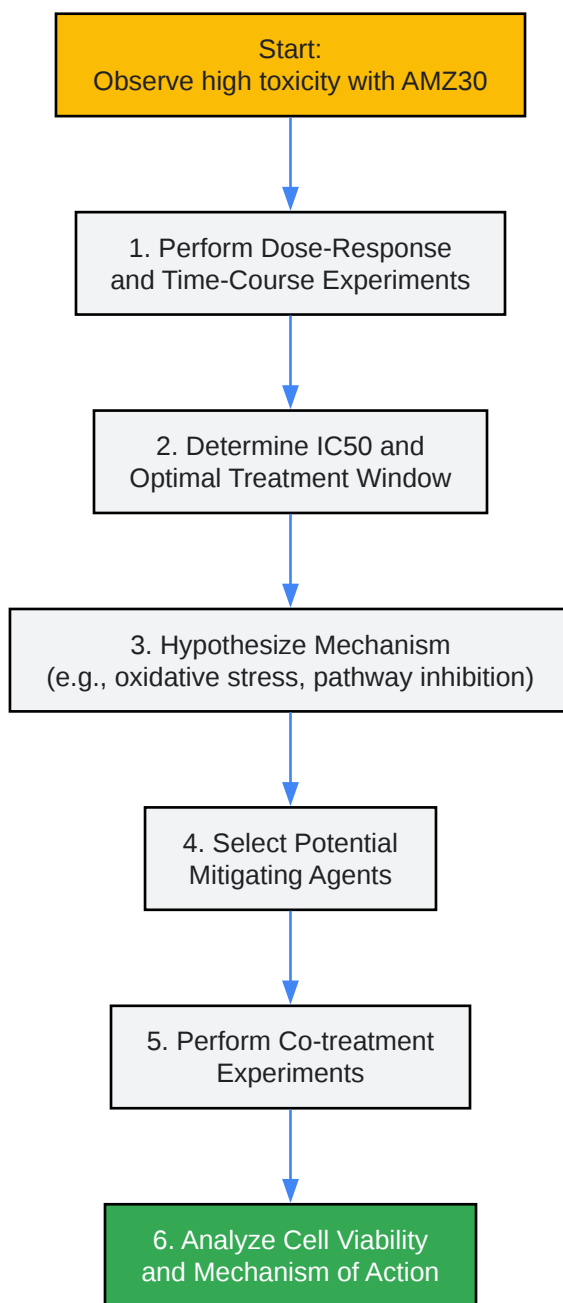 Start:
Observe high toxicity with AMZ30
1. Perform Dose-Response
and Time-Course Experiments
2. Determine IC50 and
Optimal Treatment Window
3. Hypothesize Mechanism
(e.g., oxidative stress, pathway inhibition)
4. Select Potential
Mitigating Agents
5. Perform Co-treatment
Experiments
6. Analyze Cell Viability
and Mechanism of Action